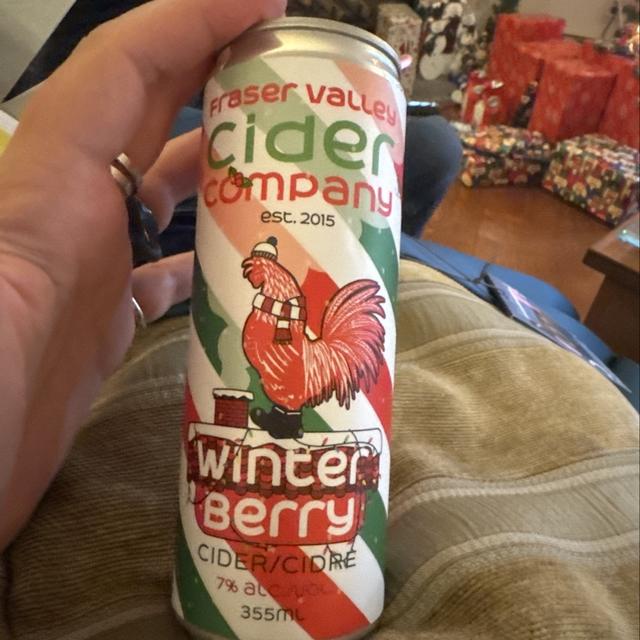 Fraser Valley
Cider
Company
est. 2015
Winter
Berry
CIDER/CIDRE
7% alc./vol.
355mL